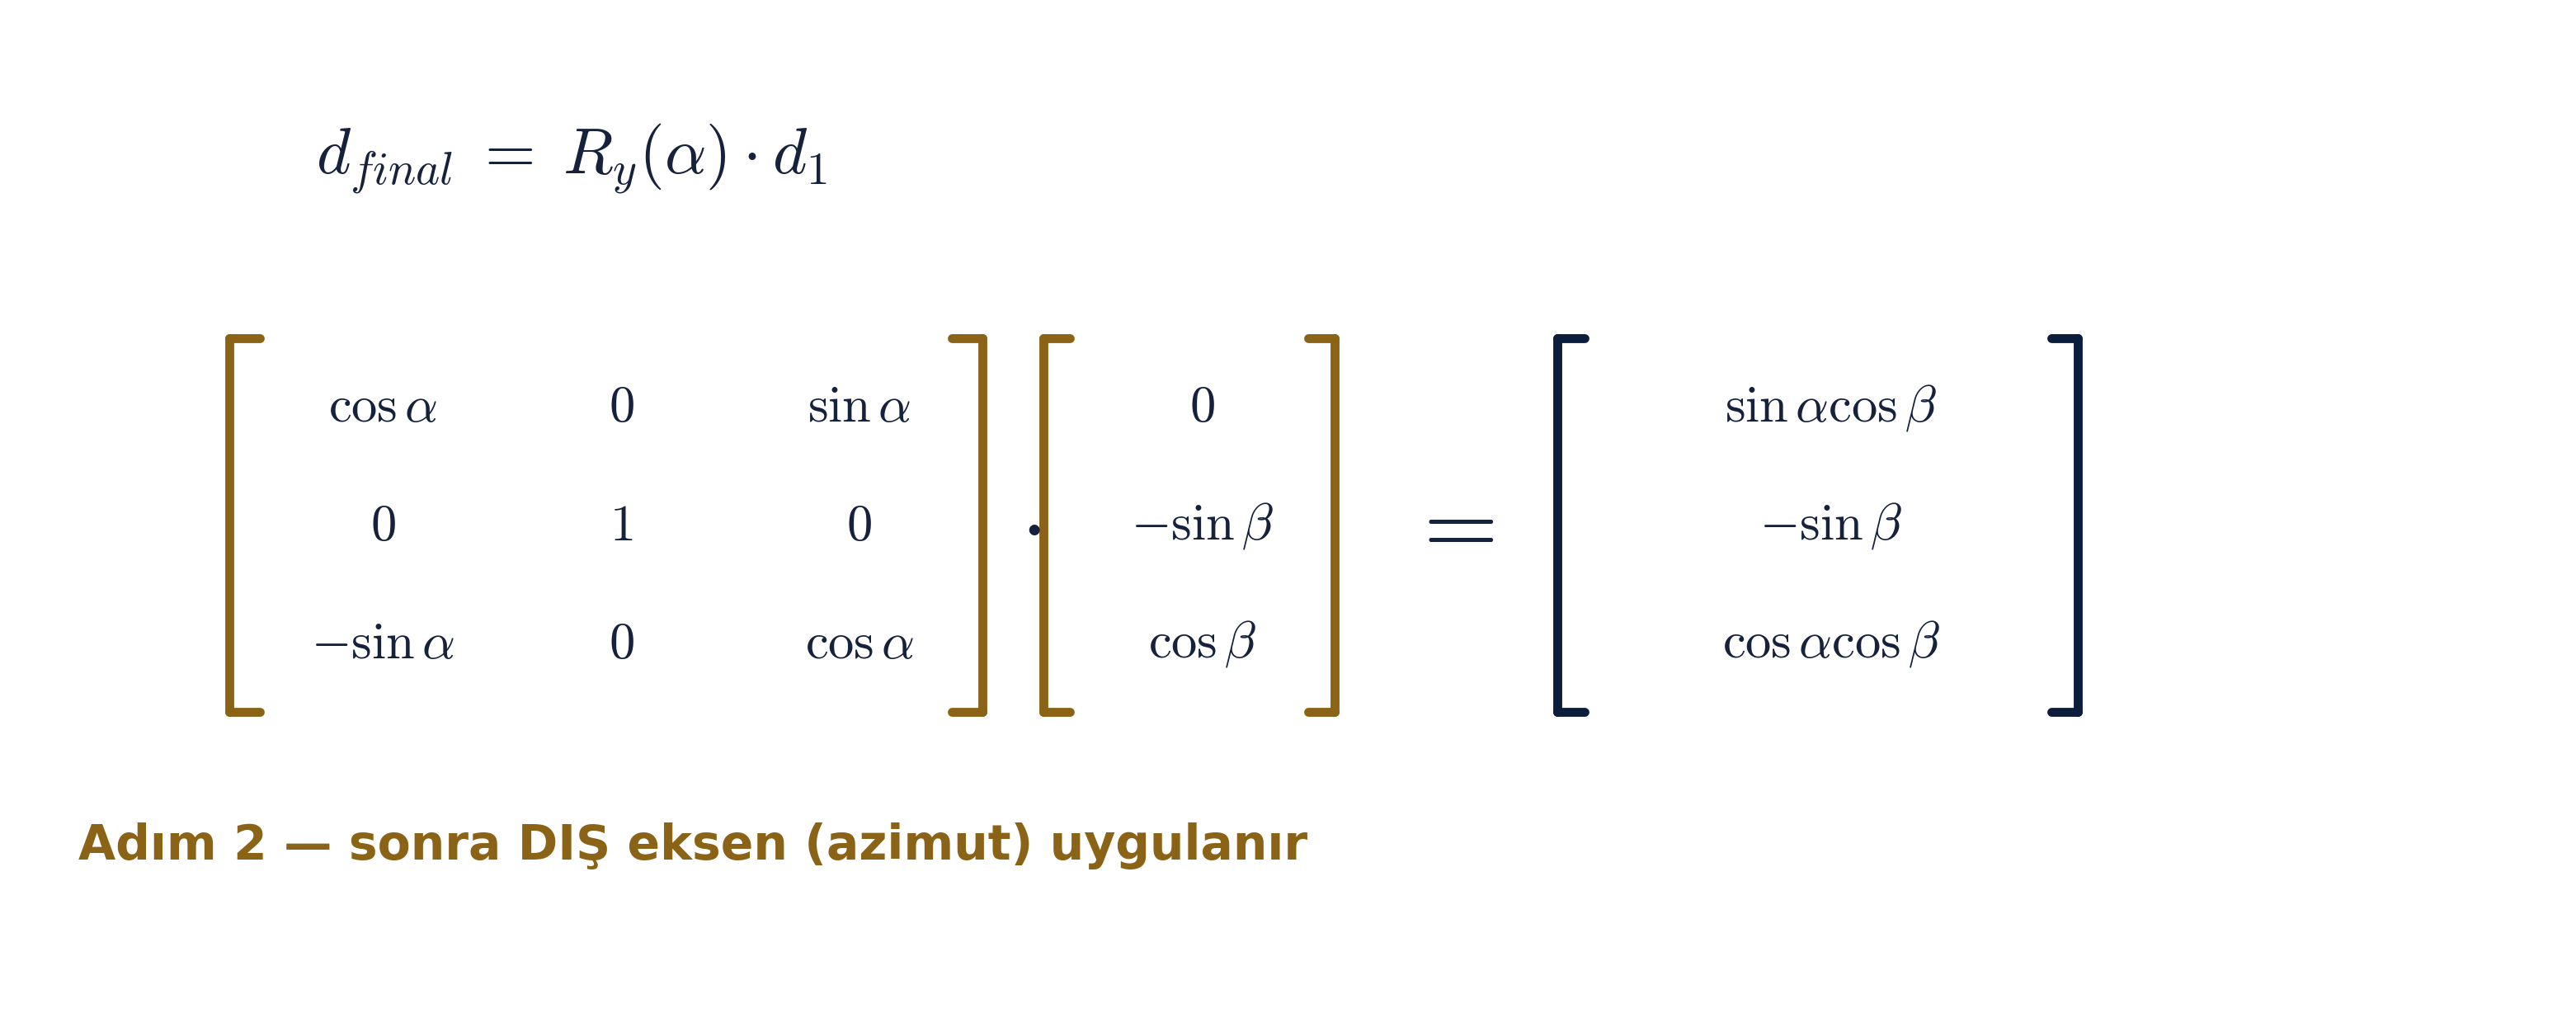 d_final = R_y(α) · d_1
cos α 0 sin α 0 sin α cos β
0 1 0 · −sin β = −sin β
−sin α 0 cos α cos β cos α cos β
Adım 2 — sonra DIŞ eksen (azimut) uygulanır